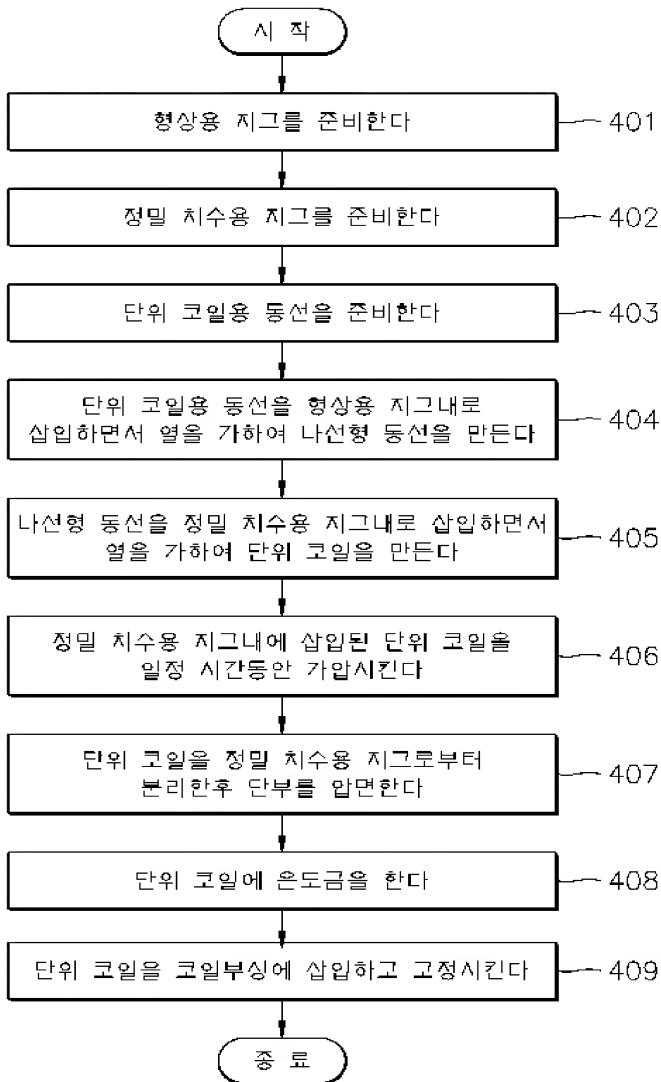 시 작
형상용 지그를 준비한다
401
정밀 치수용 지그를 준비한다
402
단위 코일용 동선을 준비한다
403
단위 코일용 동선을 형상용 지그내로
삽입하면서 열을 가하여 나선형 동선을 만든다
404
나선형 동선을 정밀 치수용 지그내로 삽입하면서
열을 가하여 단위 코일을 만든다
405
정밀 치수용 지그내에 삽입된 단위 코일을
일정 시간동안 가압시킨다
406
단위 코일을 정밀 치수용 지그로부터
분리한후 단부를 압면한다
407
단위 코일에 은도금을 한다
408
단위 코일을 코일부싱에 삽입하고 고정시킨다
409
종 료